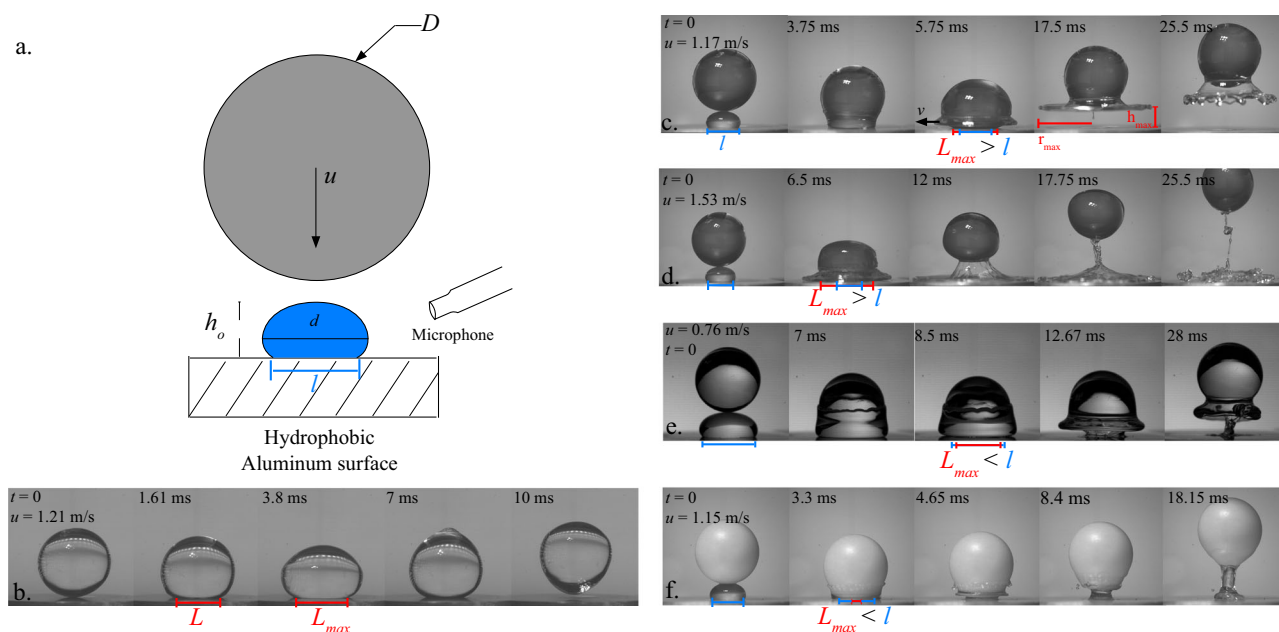 a.
D
u
h_o
d
l
Microphone
Hydrophobic
Aluminum surface
b.
t = 0
u = 1.21 m/s
1.61 ms
3.8 ms
7 ms
10 ms
L
L_max
c.
t = 0
u = 1.17 m/s
3.75 ms
5.75 ms
17.5 ms
25.5 ms
l
v
L_max > l
r_max
h_max
d.
t = 0
u = 1.53 m/s
6.5 ms
12 ms
17.75 ms
25.5 ms
L_max > l
e.
u = 0.76 m/s
t = 0
7 ms
8.5 ms
12.67 ms
28 ms
L_max < l
f.
t = 0
u = 1.15 m/s
3.3 ms
4.65 ms
8.4 ms
18.15 ms
L_max < l